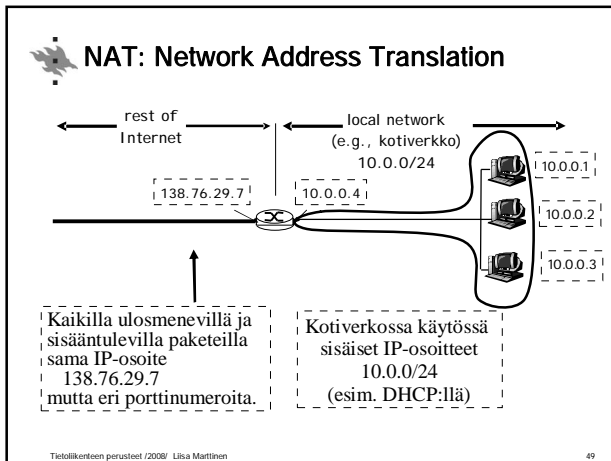 NAT: Network Address Translation
rest of
Internet
local network
(e.g., kotiverkko)
10.0.0/24
138.76.29.7
10.0.0.4
10.0.0.1
10.0.0.2
10.0.0.3
Kaikilla ulosmenevillä ja
sisääntulevilla paketeilla
sama IP-osoite
138.76.29.7
mutta eri porttinumeroita.
Kotiverkossa käytössä
sisäiset IP-osoitteet
10.0.0/24
(esim. DHCP:llä)
Tietoliikenteen perusteet /2008/ Liisa Marttinen
49